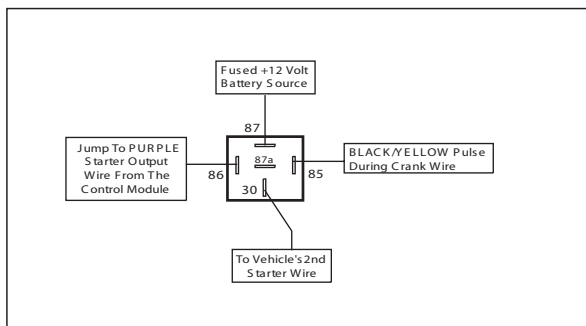 Fused +12 Volt
Battery Source
87
Jump To PURPLE
Starter Output
Wire From The
Control Module
86
87a
85
BLACK/YELLOW Pulse
During Crank Wire
30
To Vehicle's 2nd
Starter Wire